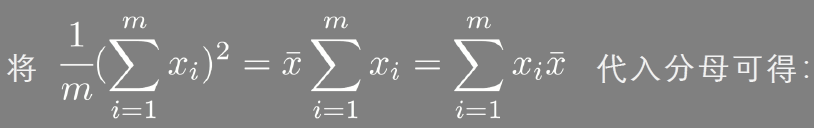 将 $\frac{1}{m}(\sum_{i=1}^{m} x_i)^2 = \bar{x} \sum_{i=1}^{m} x_i = \sum_{i=1}^{m} x_i \bar{x}$ 代入分母可得：